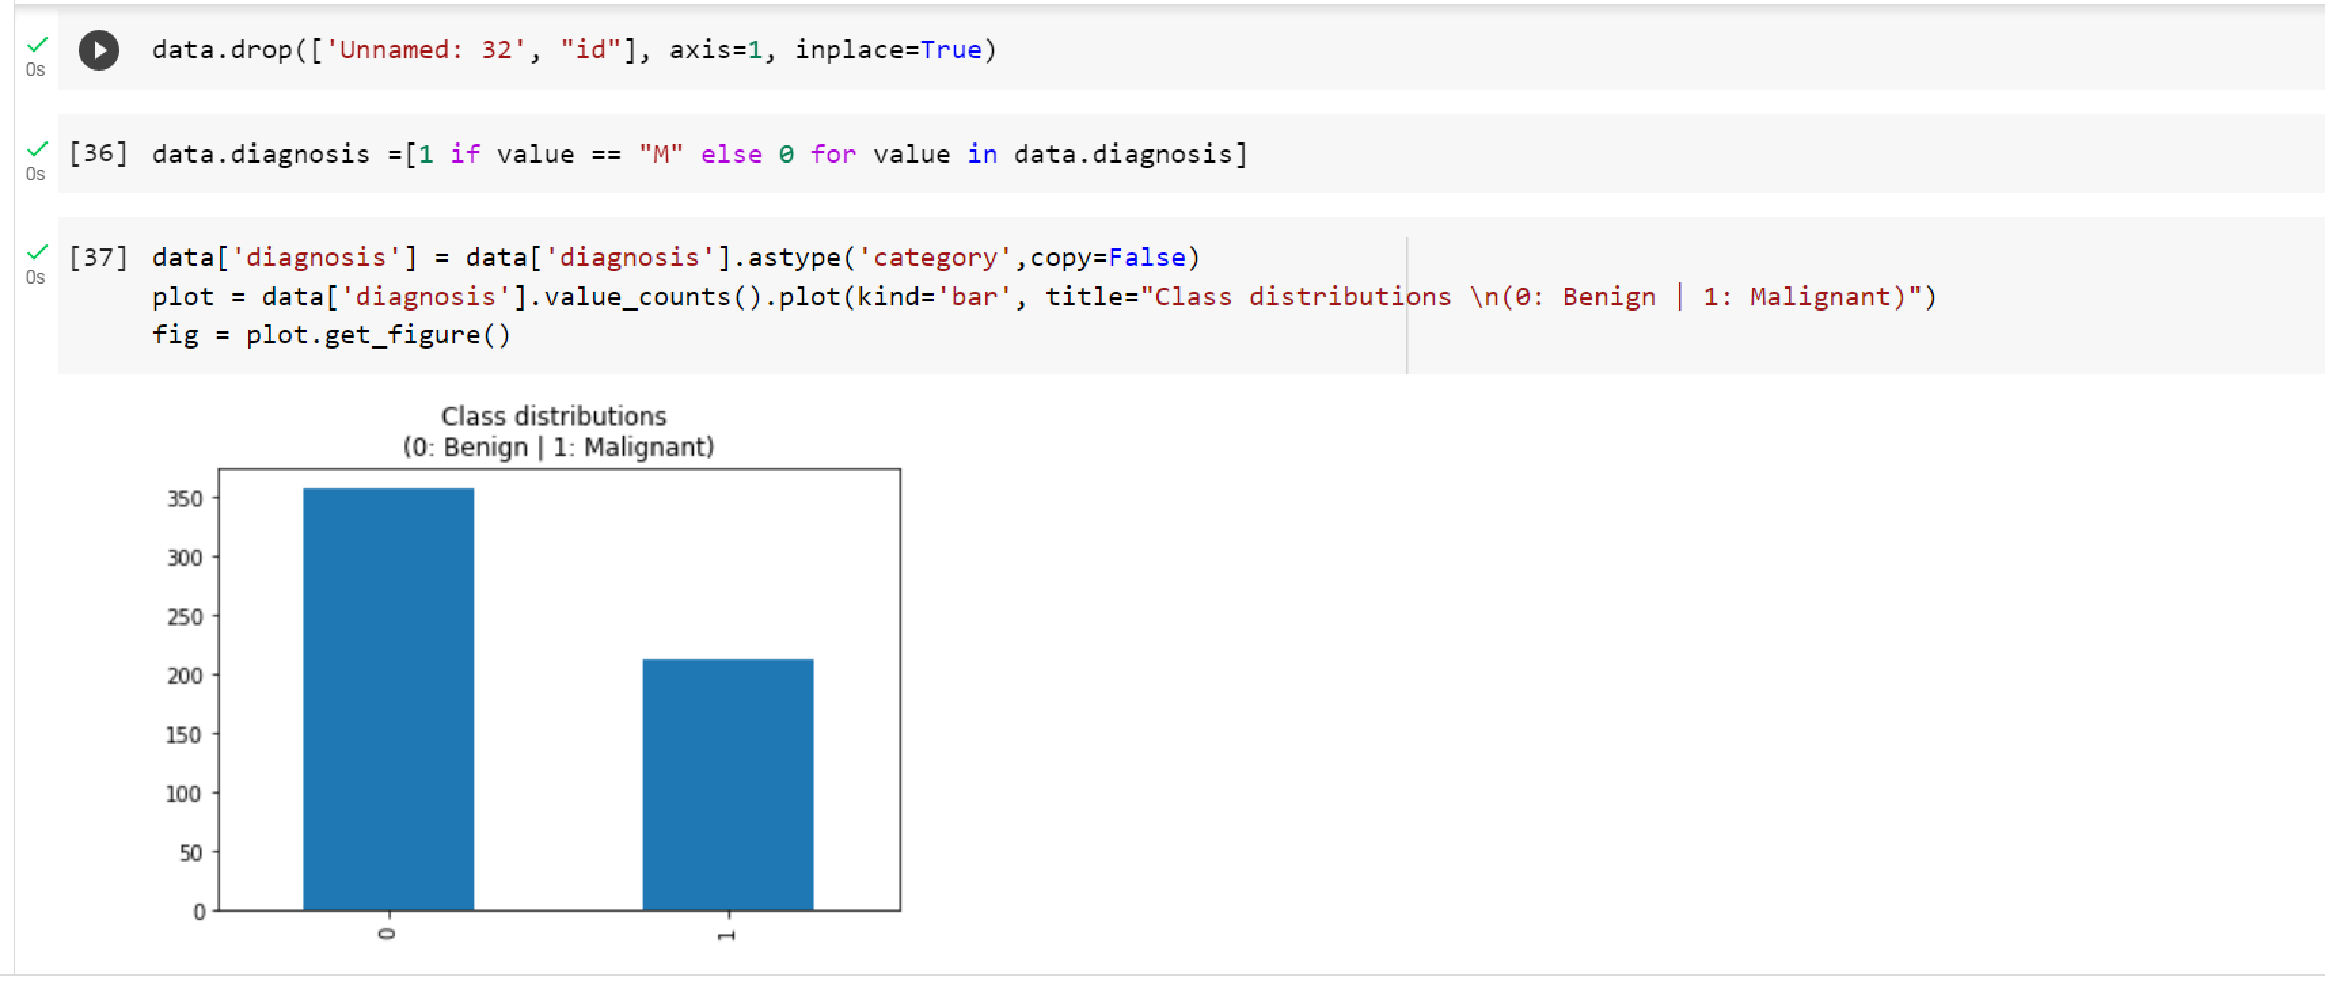 data.drop(['Unnamed: 32', "id"], axis=1, inplace=True)
0s
[36] data.diagnosis =[1 if value == "M" else 0 for value in data.diagnosis]
0s
[37] data['diagnosis'] = data['diagnosis'].astype('category',copy=False)
0s
plot = data['diagnosis'].value_counts().plot(kind='bar', title="Class distributions \n(0: Benign | 1: Malignant)")
fig = plot.get_figure()
Class distributions
(0: Benign | 1: Malignant)
350
300
250
200
150
100
50
0
0 1